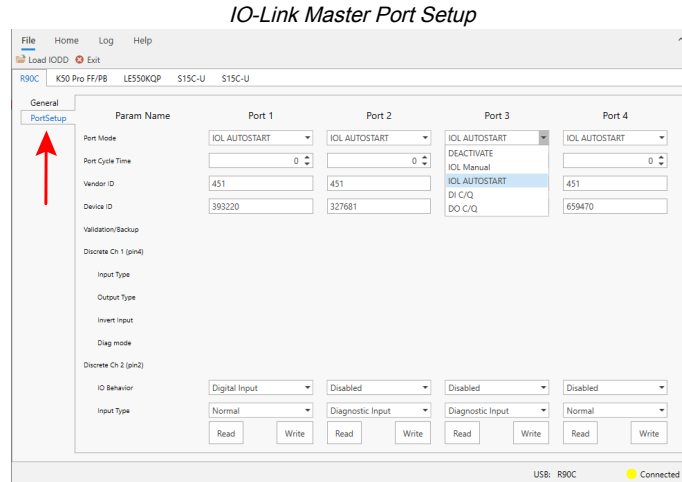 IO-Link Master Port Setup
File Home Log Help
Load IODD Exit
R90C K50 Pro FF/PB LE550KQP S15C-U S15C-U
General
PortSetup
Param Name Port 1 Port 2 Port 3 Port 4
Port Mode IOL AUTOSTART IOL AUTOSTART IOL AUTOSTART IOL AUTOSTART
DEACTIVATE
Port Cycle Time 0 0 0
IOL Manual
IOL AUTOSTART
Vendor ID 451 451 451
DI C/Q
Device ID 393220 327681 659470
DO C/Q
Validation/Backup
Discrete Ch 1 (pin4)
Input Type
Output Type
Invert Input
Diag mode
Discrete Ch 2 (pin2)
IO Behavior Digital Input Disabled Disabled Disabled
Input Type Normal Diagnostic Input Diagnostic Input Normal
Read Write Read Write Read Write Read Write
USB: R90C Connected